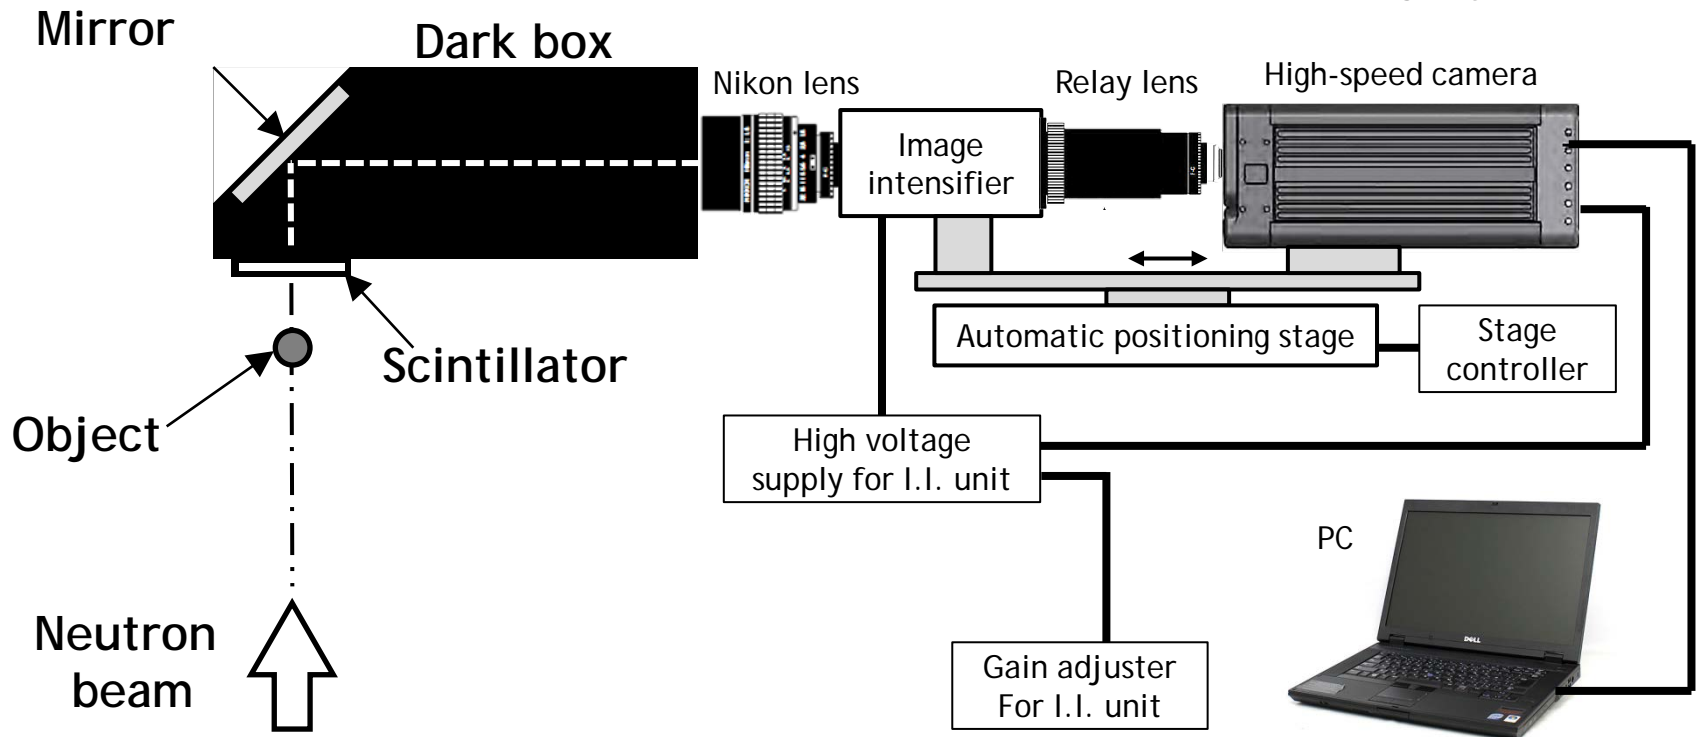 Mirror
Dark box
Nikon lens
Relay lens
High-speed camera
Image
intensifier
Automatic positioning stage
Stage
controller
Scintillator
Object
High voltage
supply for I.I. unit
PC
Neutron
beam
Gain adjuster
For I.I. unit
DELL